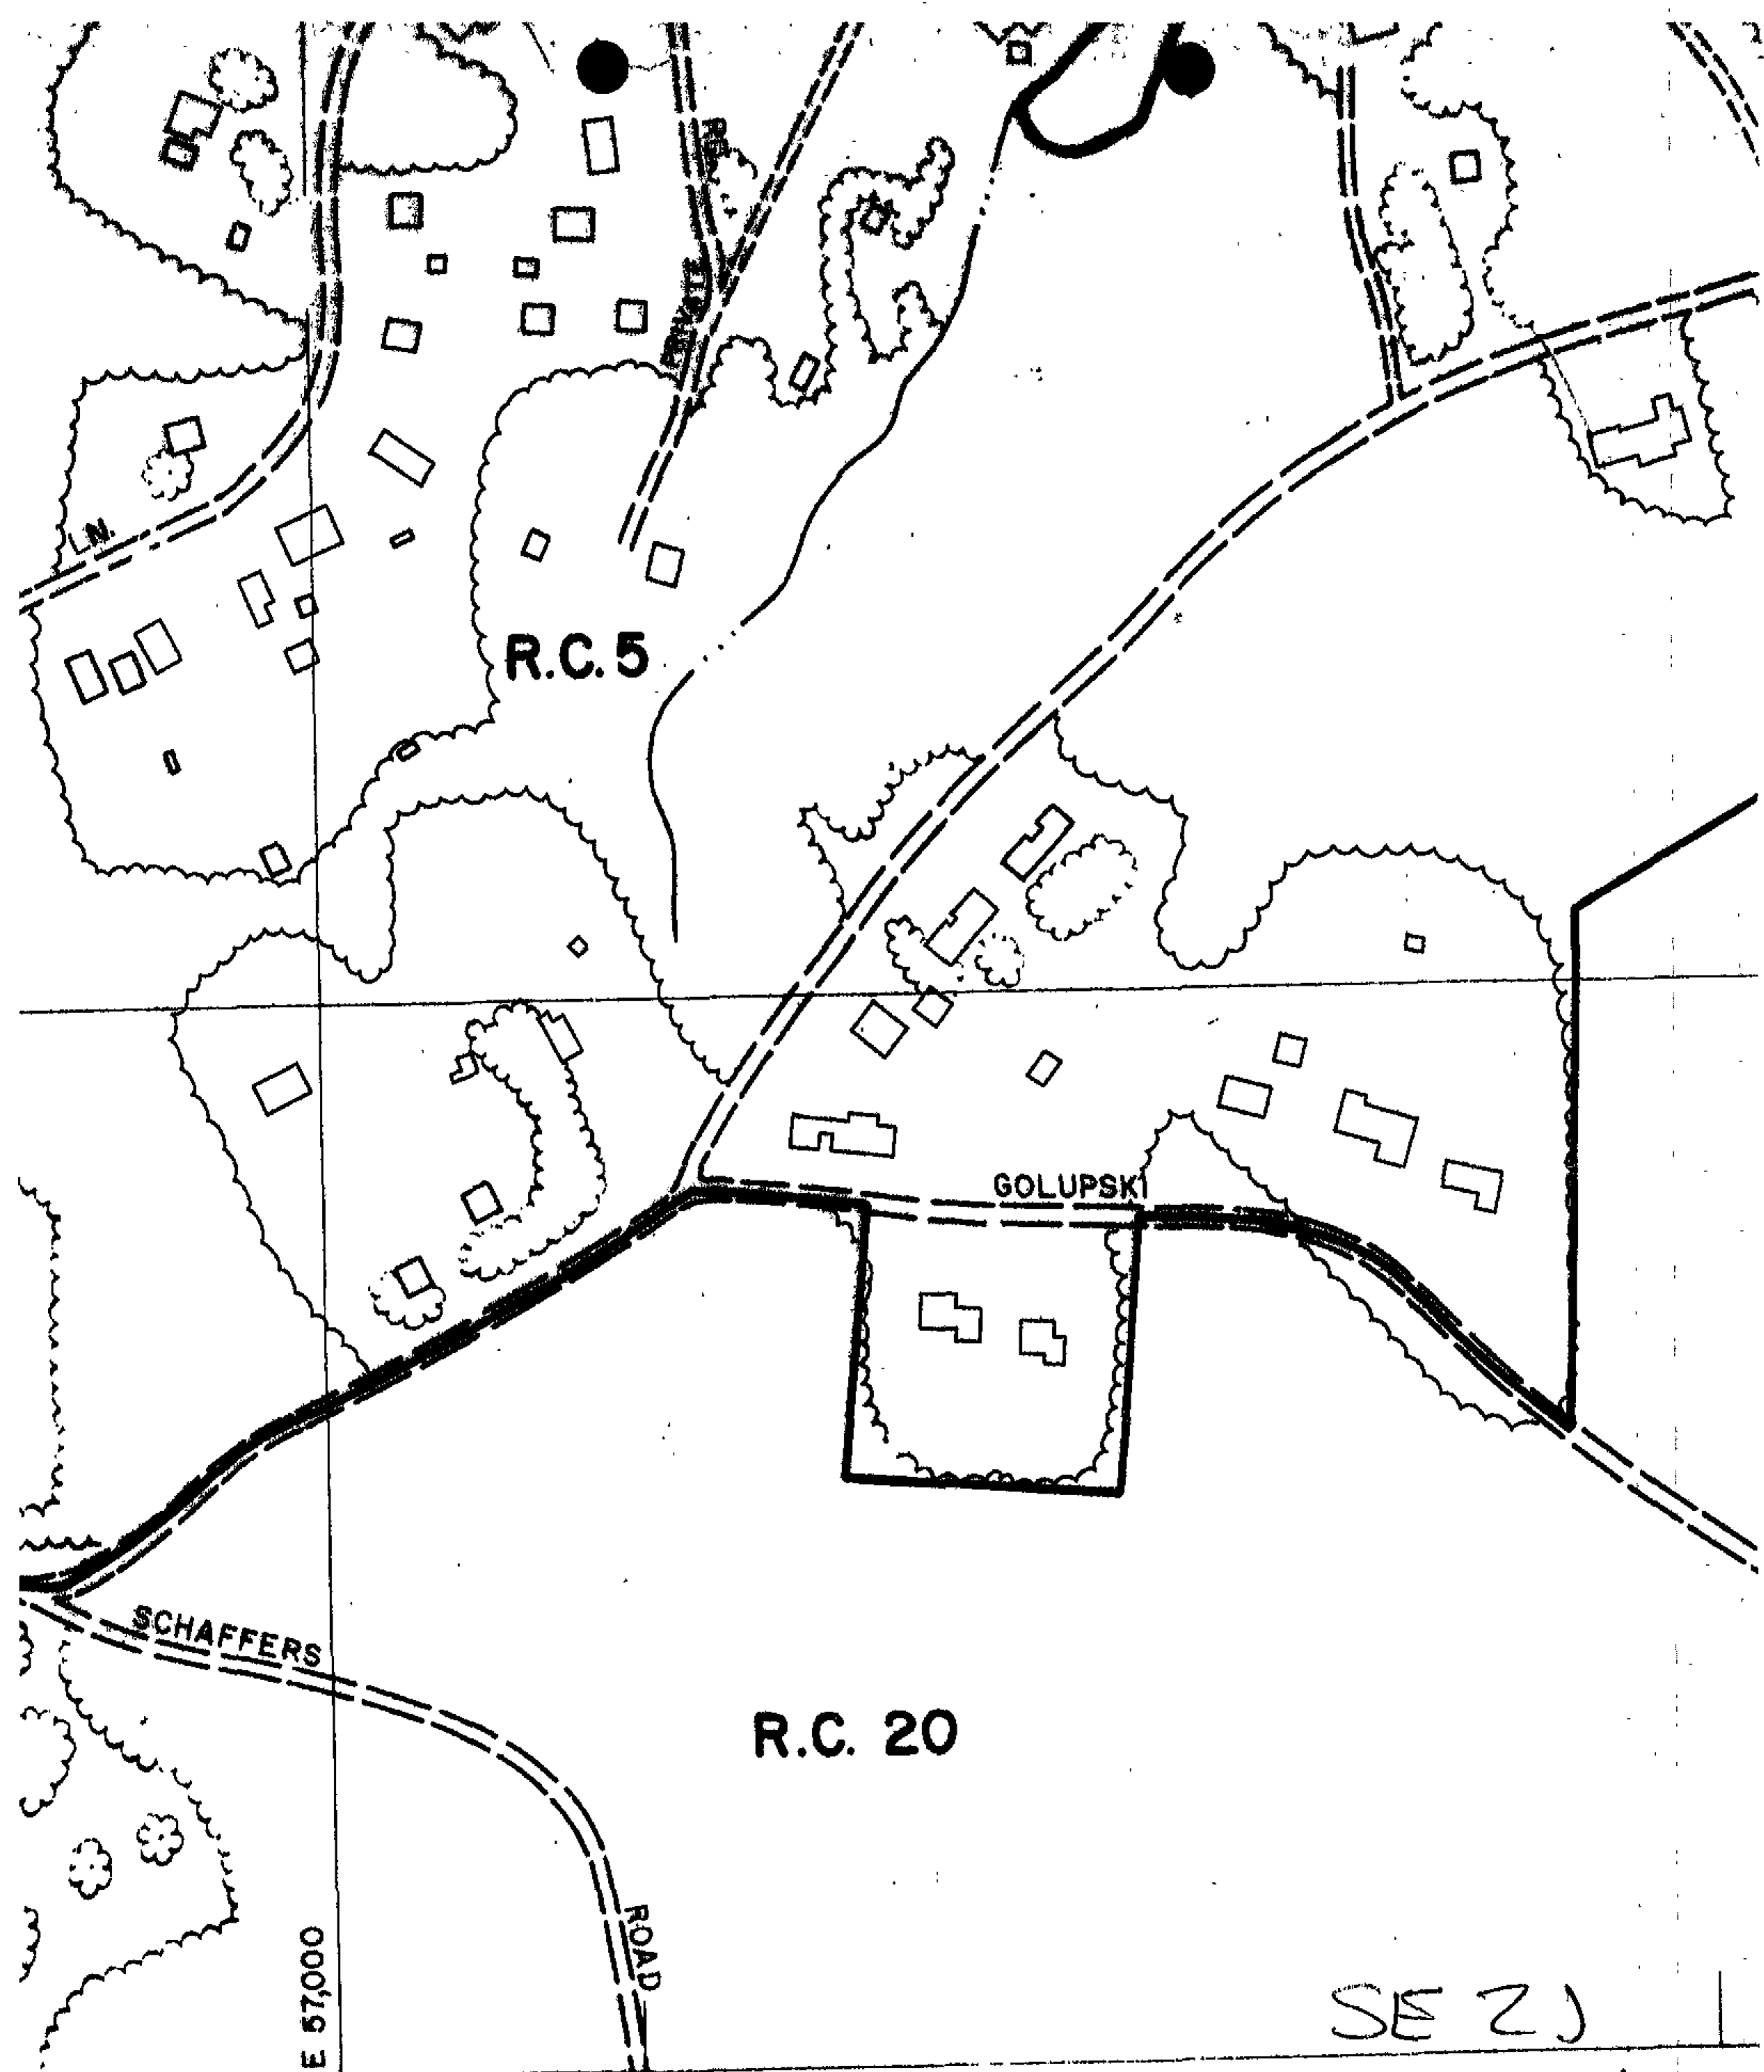 RD.
PRIVATE
LN.
R.C. 5
GOLUPSKI
SCHAFFERS
R.C. 20
ROAD
E 57,000
SE 2J